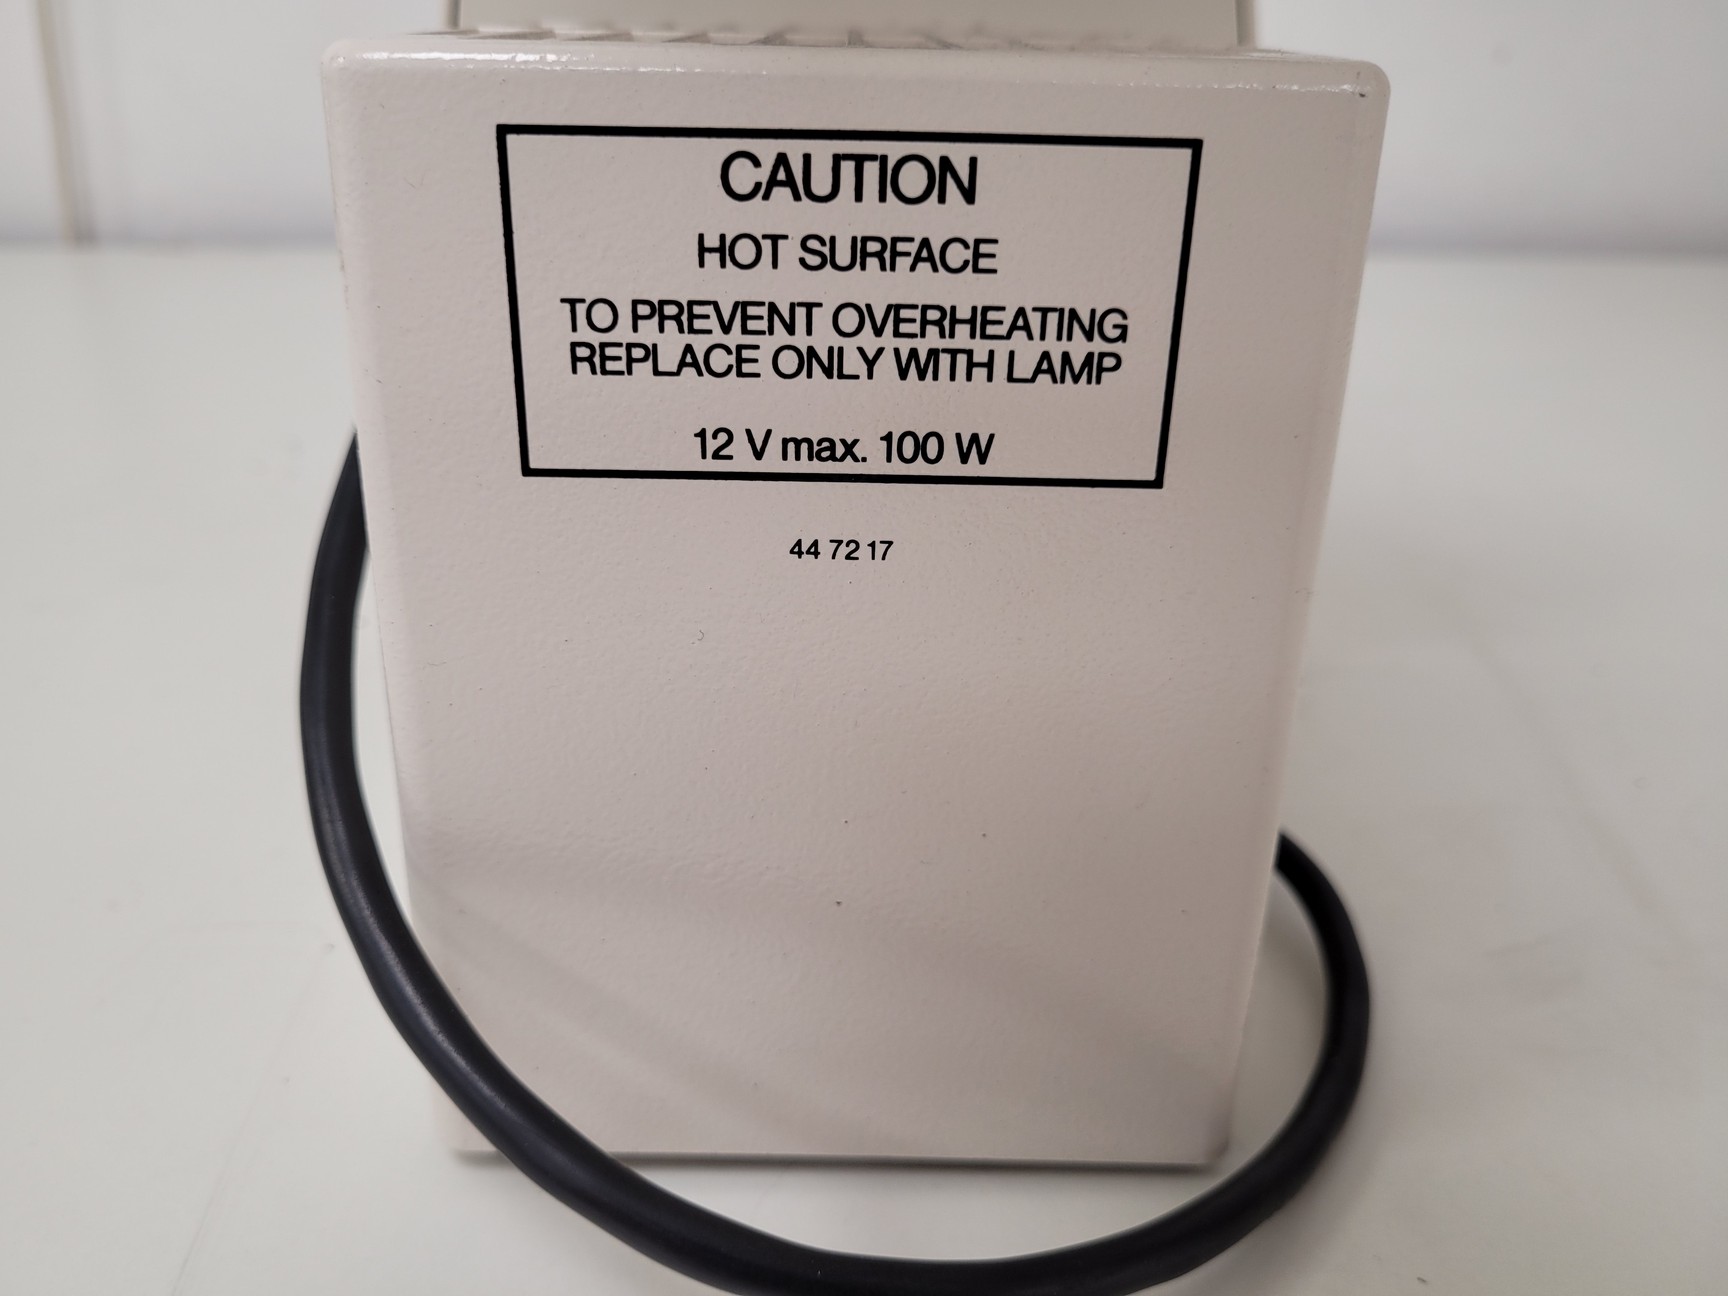 CAUTION
HOT SURFACE
TO PREVENT OVERHEATING
REPLACE ONLY WITH LAMP
12 V max. 100 W
44 72 17